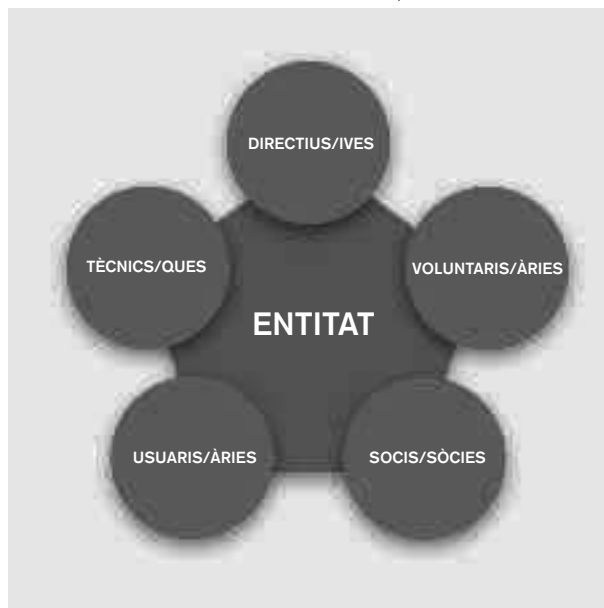 DIRECTIUS/IVES
TÈCNICS/QUES
VOLUNTARIS/ÀRIES
ENTITAT
USUARIS/ÀRIES
SOCIS/SÒCIES